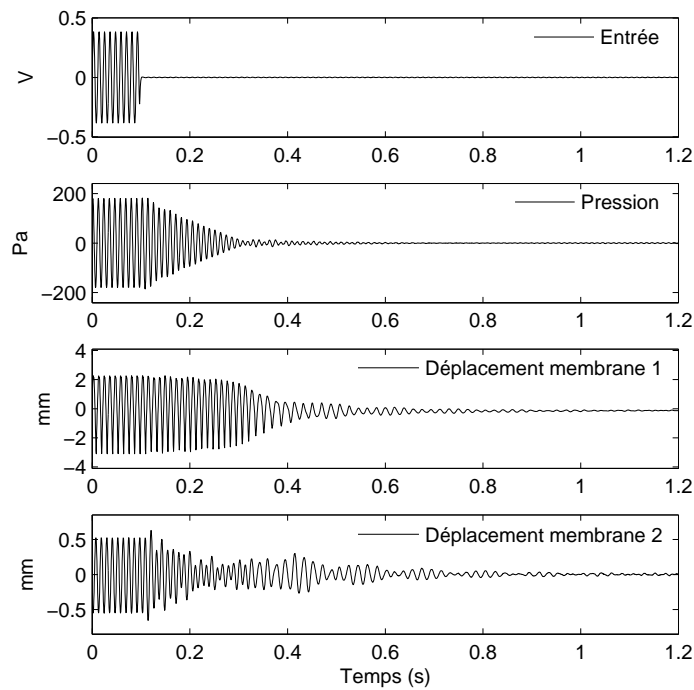 Entrée
0.5
0
−0.5
V
0 0.2 0.4 0.6 0.8 1 1.2
Pression
200
0
−200
Pa
0 0.2 0.4 0.6 0.8 1 1.2
Déplacement membrane 1
4
2
0
−2
−4
mm
0 0.2 0.4 0.6 0.8 1 1.2
Déplacement membrane 2
0.5
0
−0.5
mm
0 0.2 0.4 0.6 0.8 1 1.2
Temps (s)